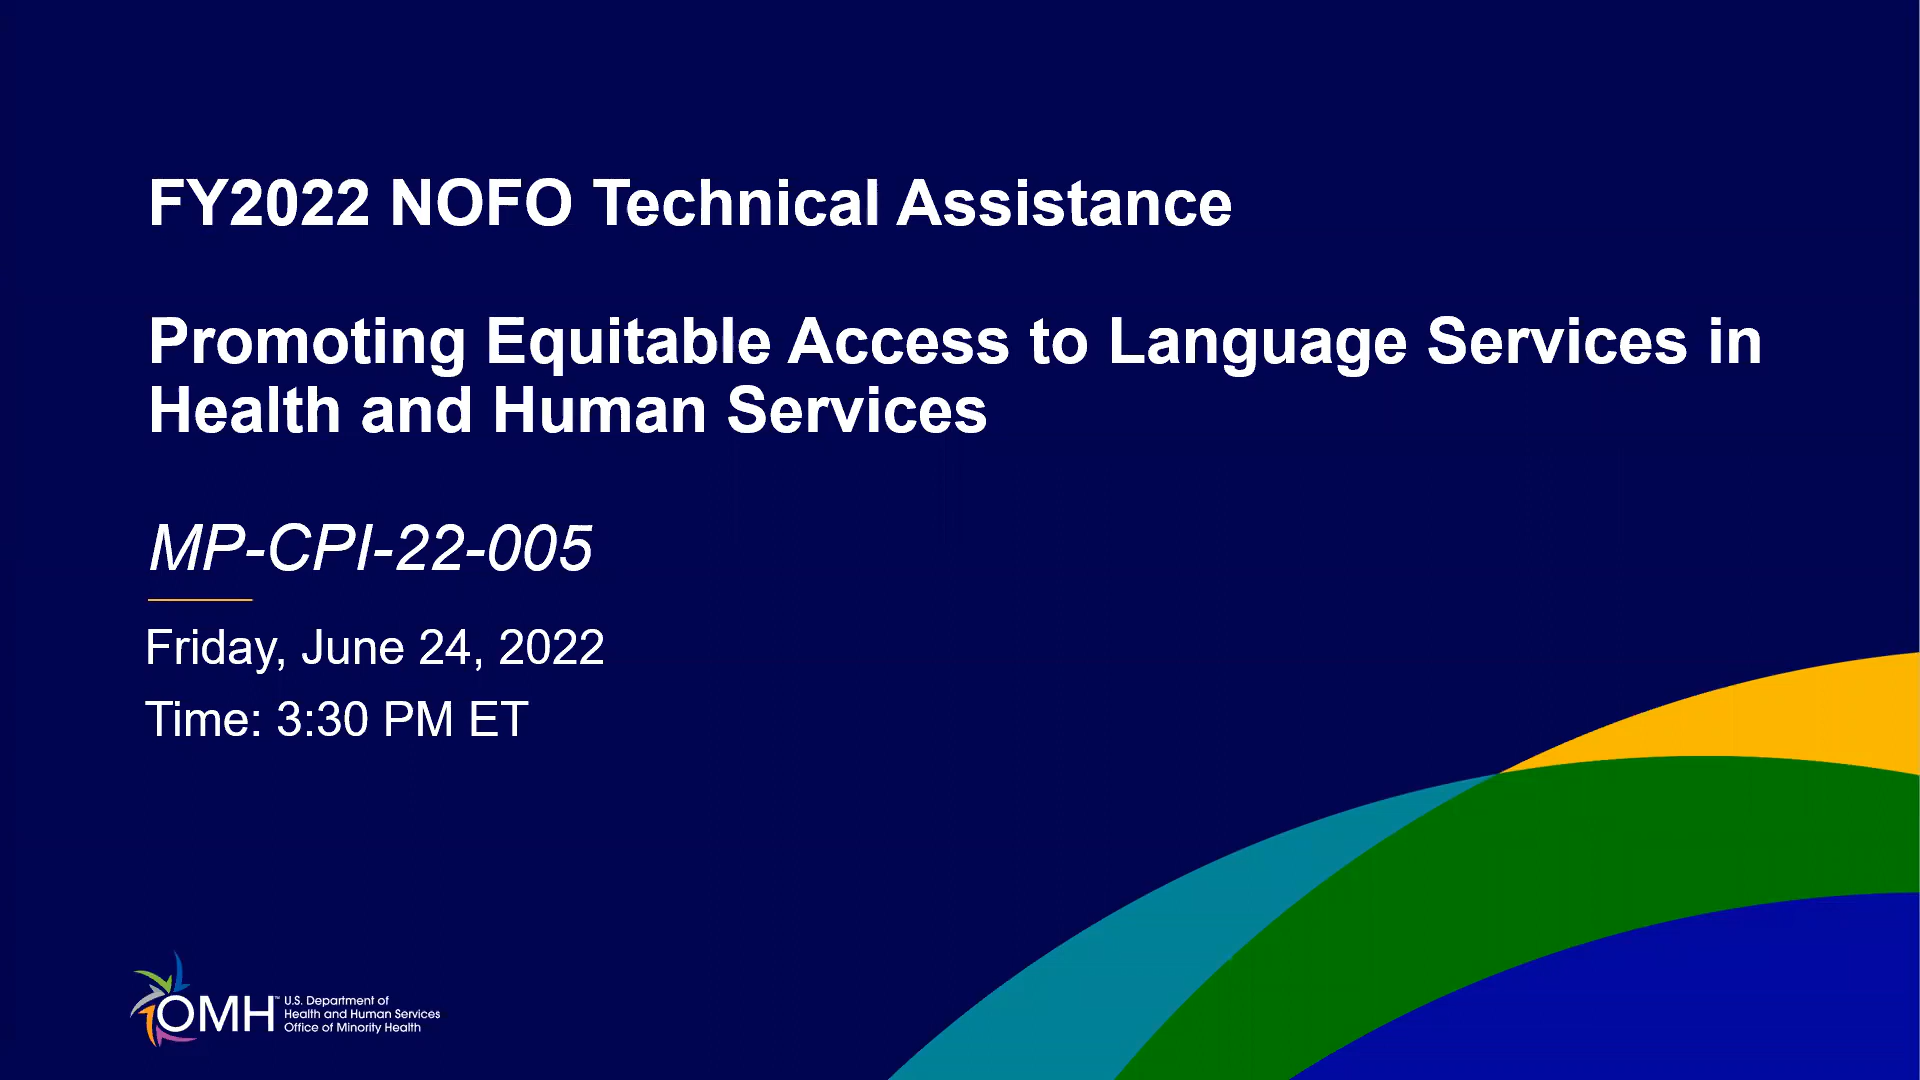 FY2022 NOFO Technical Assistance
Promoting Equitable Access to Language Services in
Health and Human Services
MP-CPI-22-005
Friday, June 24, 2022
Time: 3:30 PM ET
OMH™
U.S. Department of
Health and Human Services
Office of Minority Health